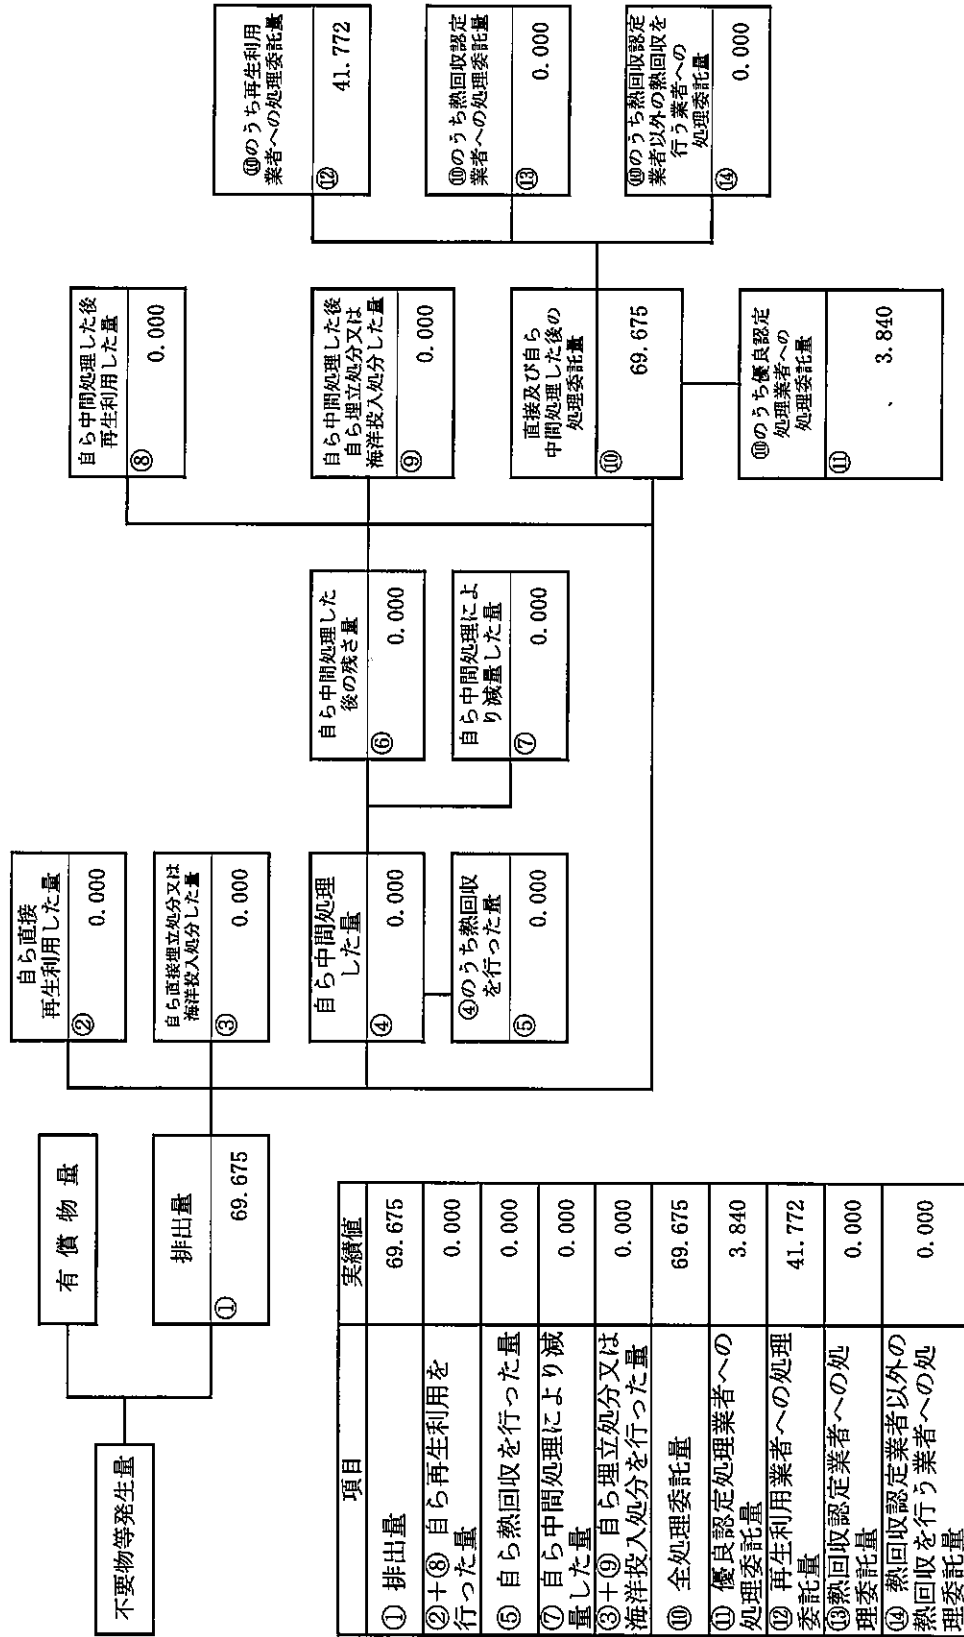 不要物等発生量
有償物量
排出量
① 69.675
自ら直接
再生利用した量
② 0.000
自ら直接埋立処分又は
海洋投入処分した量
③ 0.000
自ら中間処理
した量
④ 0.000
④のうち熱回収
を行った量
⑤ 0.000
自ら中間処理した
後の残さ量
⑥ 0.000
自ら中間処理によ
り減量した量
⑦ 0.000
自ら中間処理した後
再生利用した量
⑧ 0.000
自ら中間処理した後
自ら埋立処分又は
海洋投入処分した量
⑨ 0.000
直接及び自ら
中間処理した後の
処理委託量
⑩ 69.675
⑩のうち優良認定
処理業者への
処理委託量
⑪ 3.840
⑩のうち再生利用
業者への処理委託量
⑫ 41.772
⑩のうち熱回収認定
業者への処理委託量
⑬ 0.000
⑩のうち熱回収認定
業者以外の熱回収を
行う業者への
処理委託量
⑭ 0.000
項目 実績値
① 排出量 69.675
②+⑧ 自ら再生利用を
行った量 0.000
⑤ 自ら熱回収を行った量 0.000
⑦ 自ら中間処理により減
量した量 0.000
③+⑨ 自ら埋立処分又は
海洋投入処分を行った量 0.000
⑩ 全処理委託量 69.675
⑪ 優良認定処理業者への
処理委託量 3.840
⑫ 再生利用業者への処理
委託量 41.772
⑬熱回収認定業者への処
理委託量 0.000
⑭ 熱回収認定業者以外の
熱回収を行う業者への処
理委託量 0.000